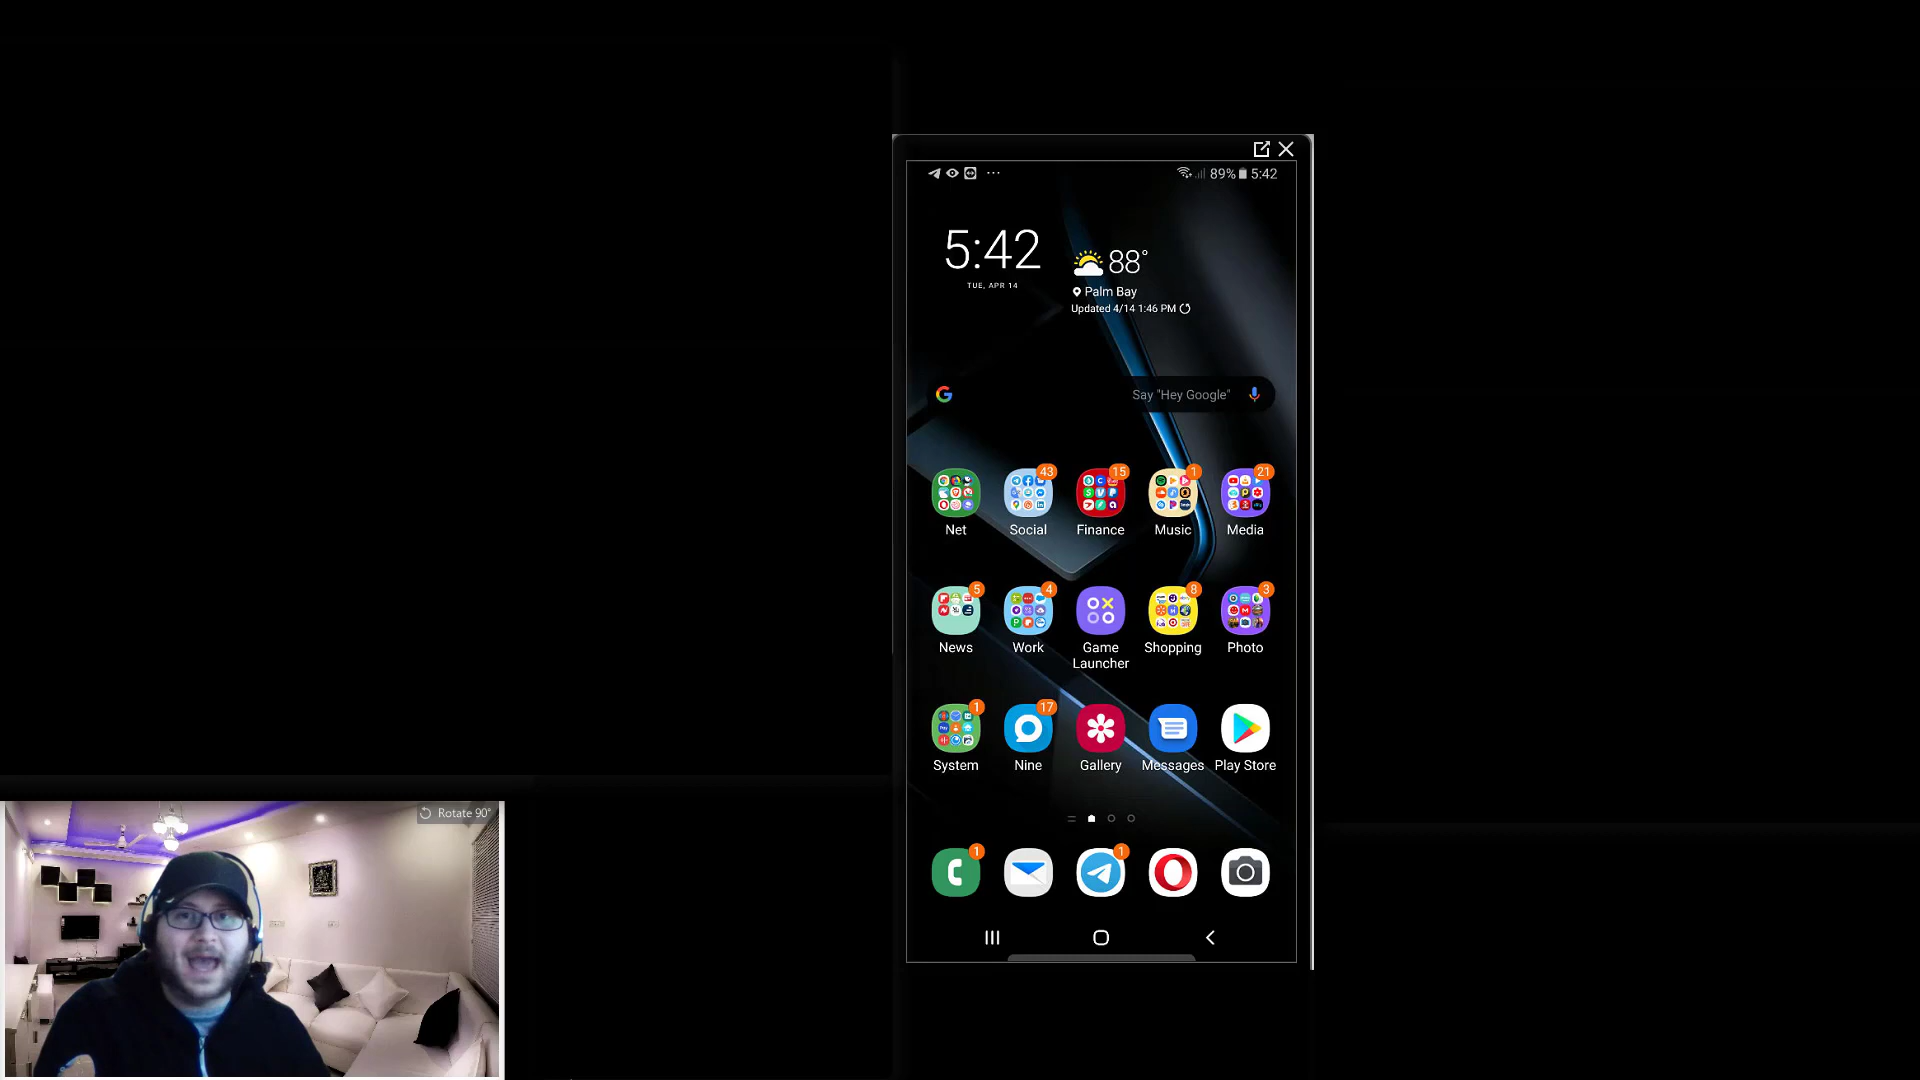 89% 5:42
5:42
TUE, APR 14
88°
Palm Bay
Updated 4/14 1:46 PM
Say "Hey Google"
43
15
1
21
Net
Social
Finance
Music
Media
5
4
8
3
News
Work
Game
Launcher
Shopping
Photo
1
17
System
Nine
Gallery
Messages
Play Store
Rotate 90°
1
1